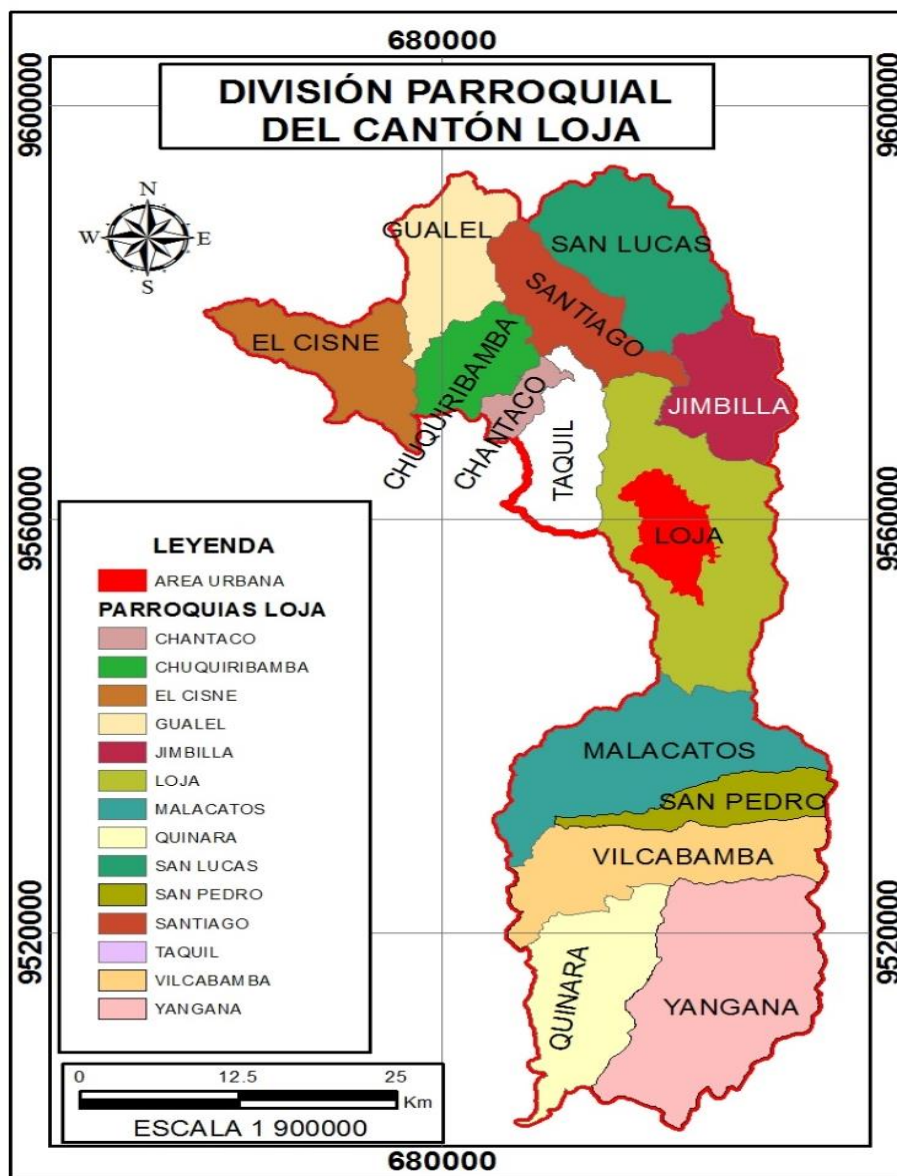 680000
DIVISIÓN PARROQUIAL
DEL CANTÓN LOJA
9600000
9600000
N
W
E
S
GUALEL
SAN LUCAS
SANTIAGO
EL CISNE
CHUQUIRIBAMBA
CHANTACO
TAQUIL
JIMBILLA
9560000
9560000
LOJA
LEYENDA
AREA URBANA
PARROQUIAS LOJA
CHANTACO
CHUQUIRIBAMBA
EL CISNE
GUALEL
JIMBILLA
LOJA
MALACATOS
QUINARA
SAN LUCAS
SAN PEDRO
SANTIAGO
TAQUIL
VILCABAMBA
YANGANA
MALACATOS
SAN PEDRO
VILCABAMBA
9520000
9520000
QUINARA
YANGANA
0 12.5 25
Km
ESCALA 1 900000
680000